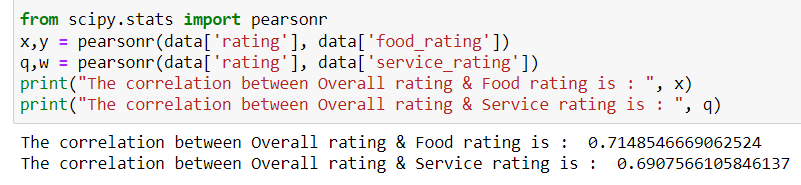 from scipy.stats import pearsonr
x,y = pearsonr(data['rating'], data['food_rating'])
q,w = pearsonr(data['rating'], data['service_rating'])
print("The correlation between Overall rating & Food rating is : ", x)
print("The correlation between Overall rating & Service rating is : ", q)
The correlation between Overall rating & Food rating is :  0.7148546669062524
The correlation between Overall rating & Service rating is :  0.6907566105846137